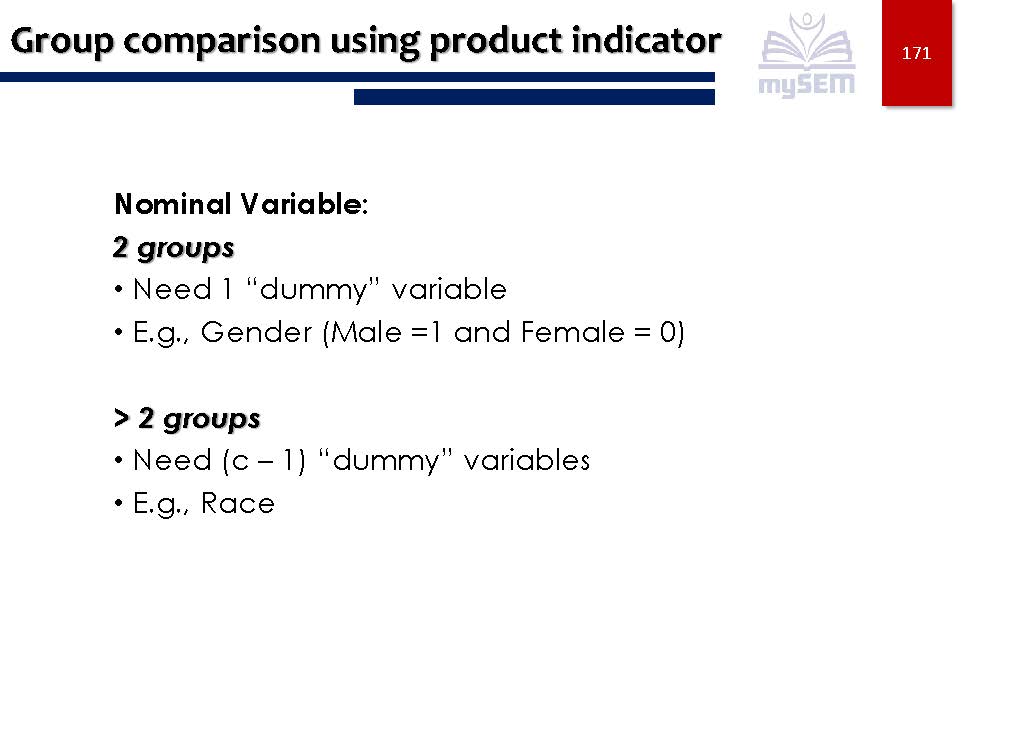 Group comparison using product indicator
mySEM
171
Nominal Variable:
2 groups
• Need 1 “dummy” variable
• E.g., Gender (Male =1 and Female = 0)
> 2 groups
• Need (c – 1) “dummy” variables
• E.g., Race